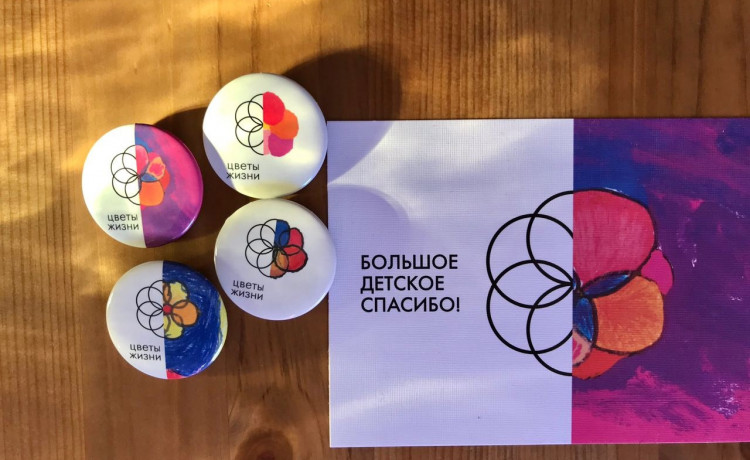 цветы
жизни
цветы
жизни
цветы
жизни
цветы
жизни
БОЛЬШОЕ
ДЕТСКОЕ
СПАСИБО!